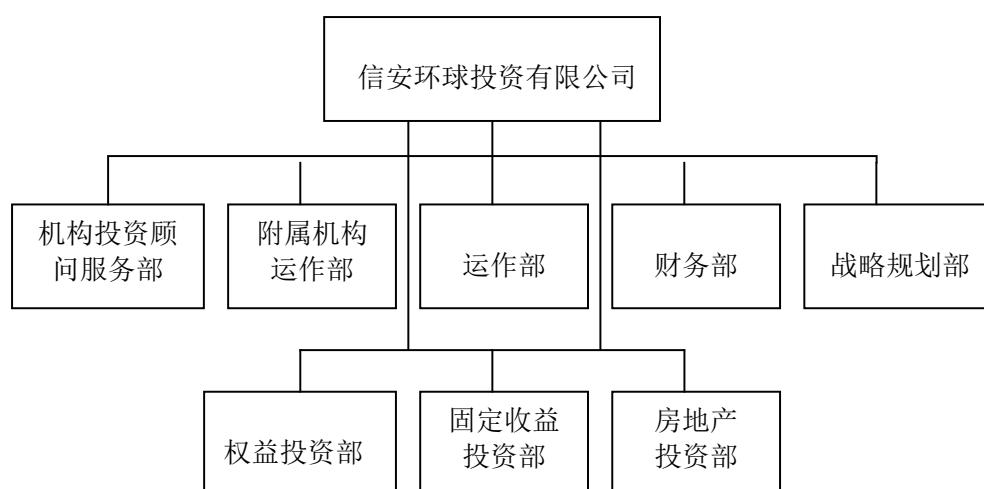 信安环球投资有限公司
机构投资顾
问服务部
附属机构
运作部
运作部
财务部
战略规划部
权益投资部
固定收益
投资部
房地产
投资部